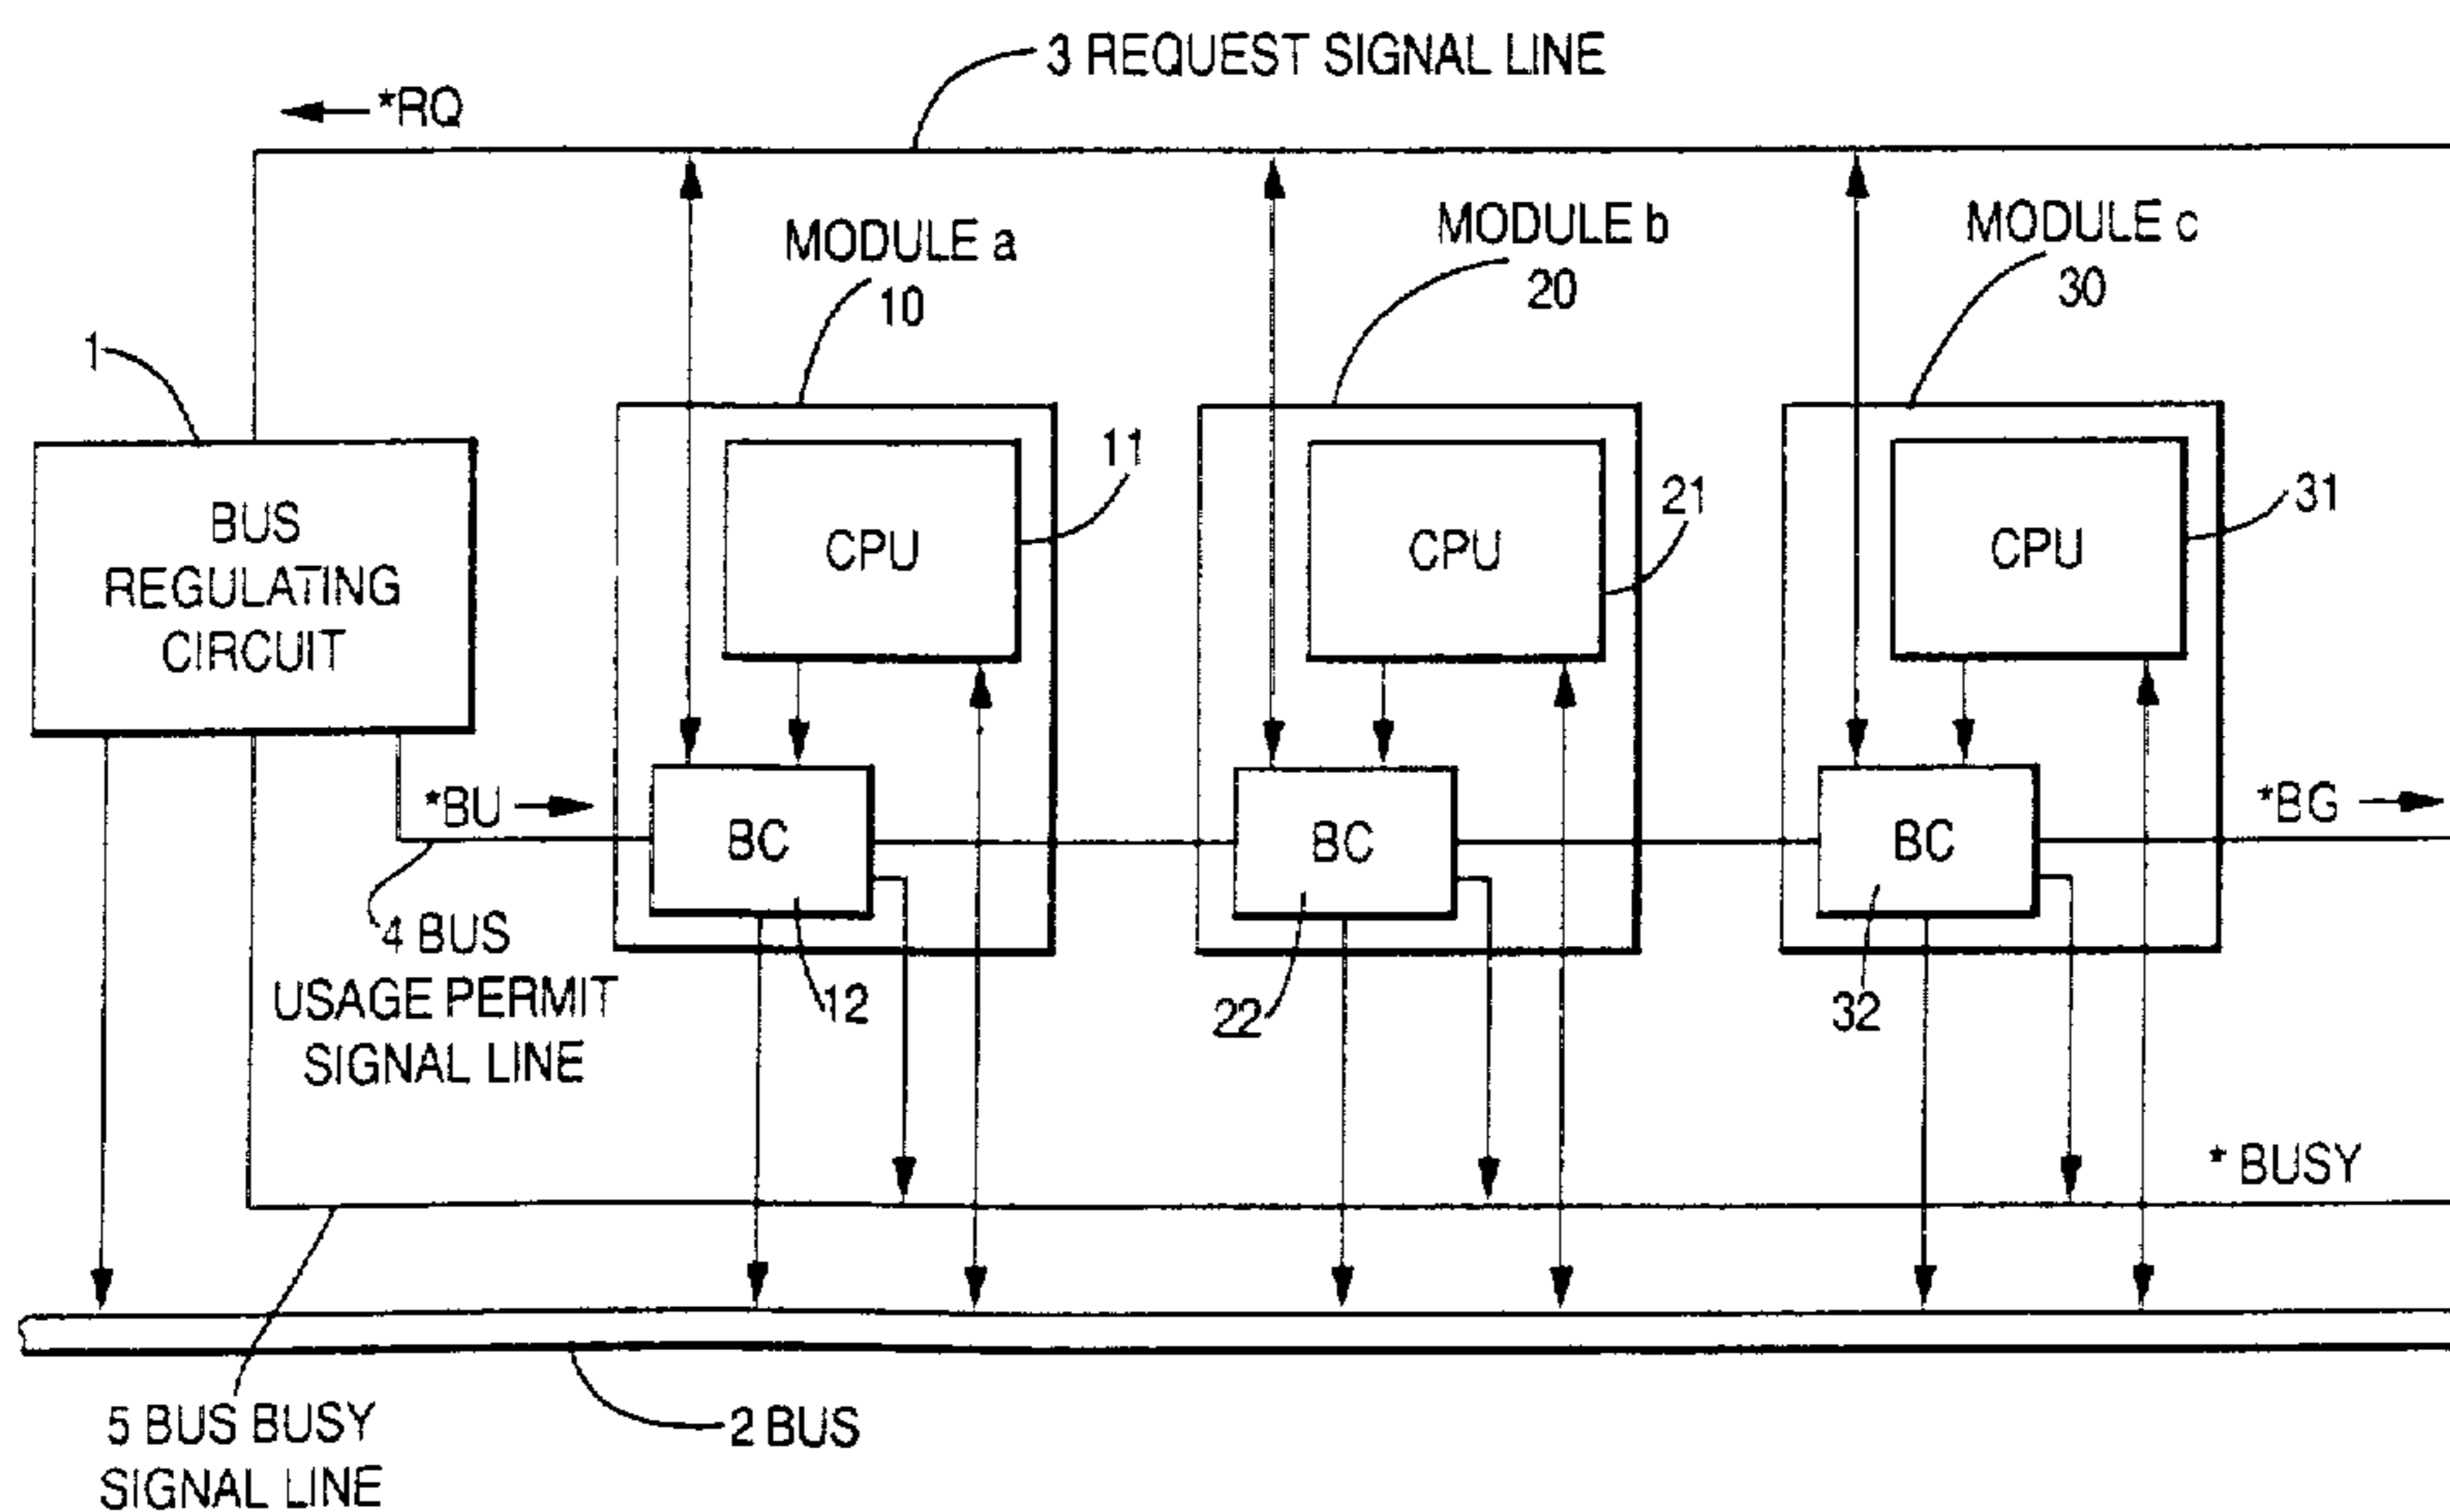 3 REQUEST SIGNAL LINE
*RQ
MODULE a
10
MODULE b
20
MODULE c
30
1
BUS
REGULATING
CIRCUIT
CPU
11
CPU
21
CPU
31
*BU
BC
BC
BC
*BG
4 BUS
USAGE PERMIT
SIGNAL LINE
12
22
32
* BUSY
5 BUS BUSY
SIGNAL LINE
2 BUS